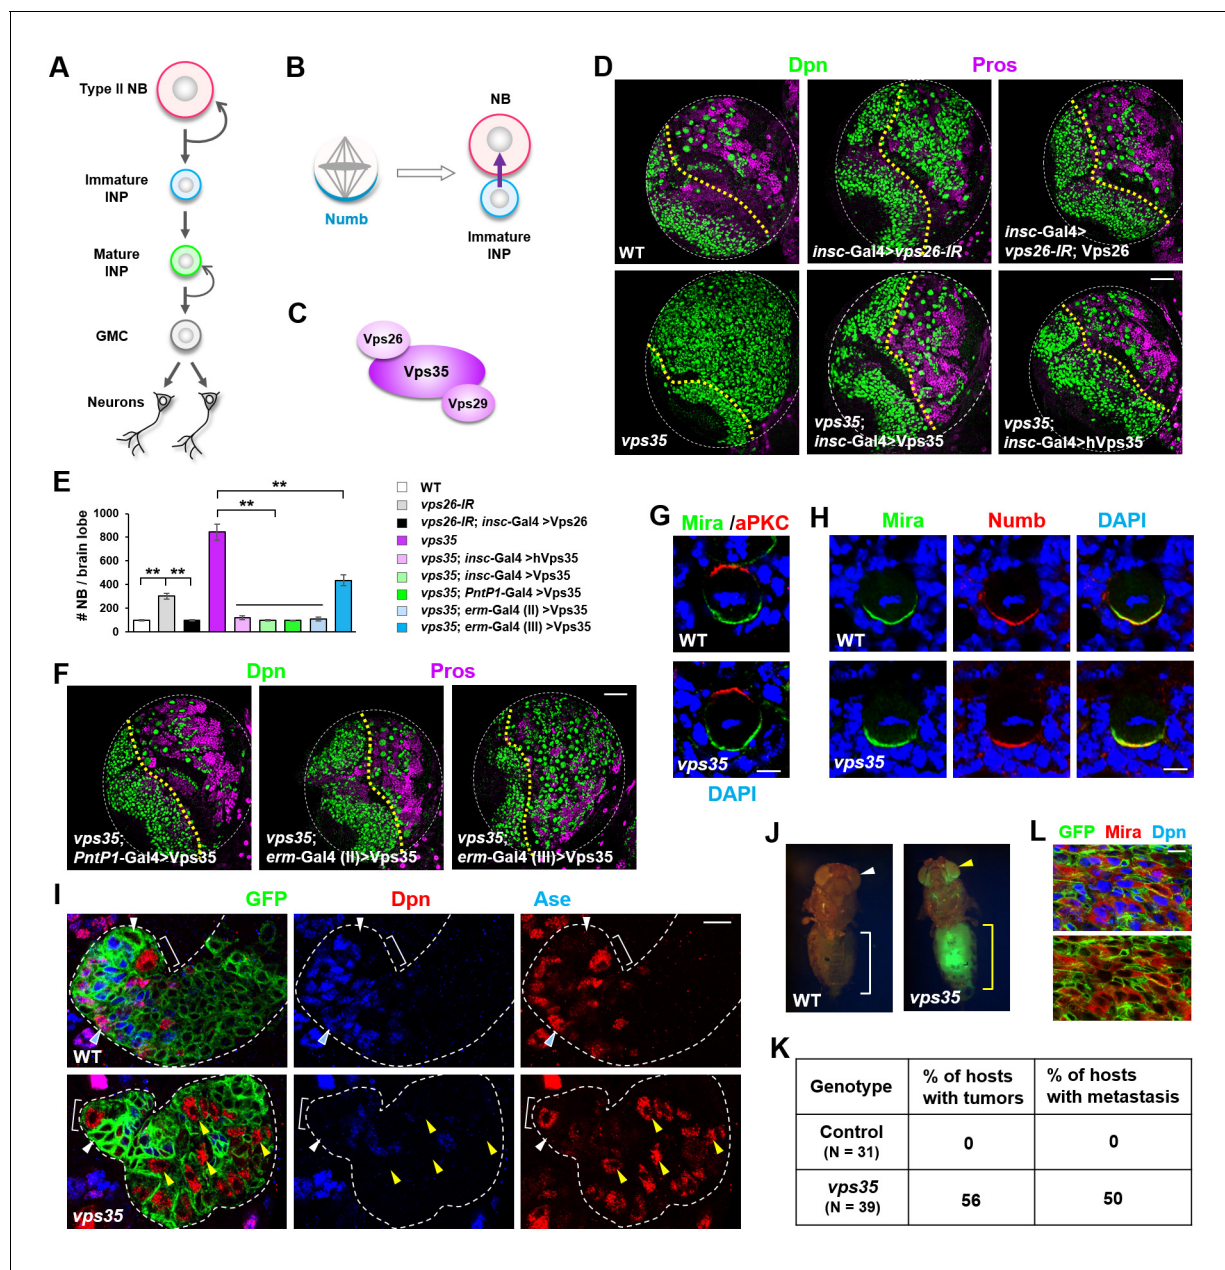 A
Type II NB
Immature
INP
Mature
INP
GMC
Neurons
B
NB
Numb
Immature
INP
C
Vps26
Vps35
Vps29
D
Dpn
Pros
WT
insc-Gal4>vps26-IR
insc-Gal4>
vps26-IR; Vps26
vps35
vps35;
insc-Gal4>Vps35
vps35;
insc-Gal4>hVps35
E
# NB / brain lobe
1000
800
600
400
200
0
**
**
**
**
WT
vps26-IR
vps26-IR; insc-Gal4 >Vps26
vps35
vps35; insc-Gal4 >hVps35
vps35; insc-Gal4 >Vps35
vps35; PntP1-Gal4 >Vps35
vps35; erm-Gal4 (II) >Vps35
vps35; erm-Gal4 (III) >Vps35
F
Dpn
Pros
vps35;
PntP1-Gal4>Vps35
vps35;
erm-Gal4 (II)>Vps35
vps35;
erm-Gal4 (III)>Vps35
G
Mira /aPKC
WT
vps35
DAPI
H
Mira
Numb
DAPI
WT
vps35
I
GFP
Dpn
Ase
WT
vps35
J
WT
vps35
L
GFP Mira Dpn
K
Genotype
% of hosts
with tumors
% of hosts
with metastasis
Control
(N = 31)
0
0
vps35
(N = 39)
56
50